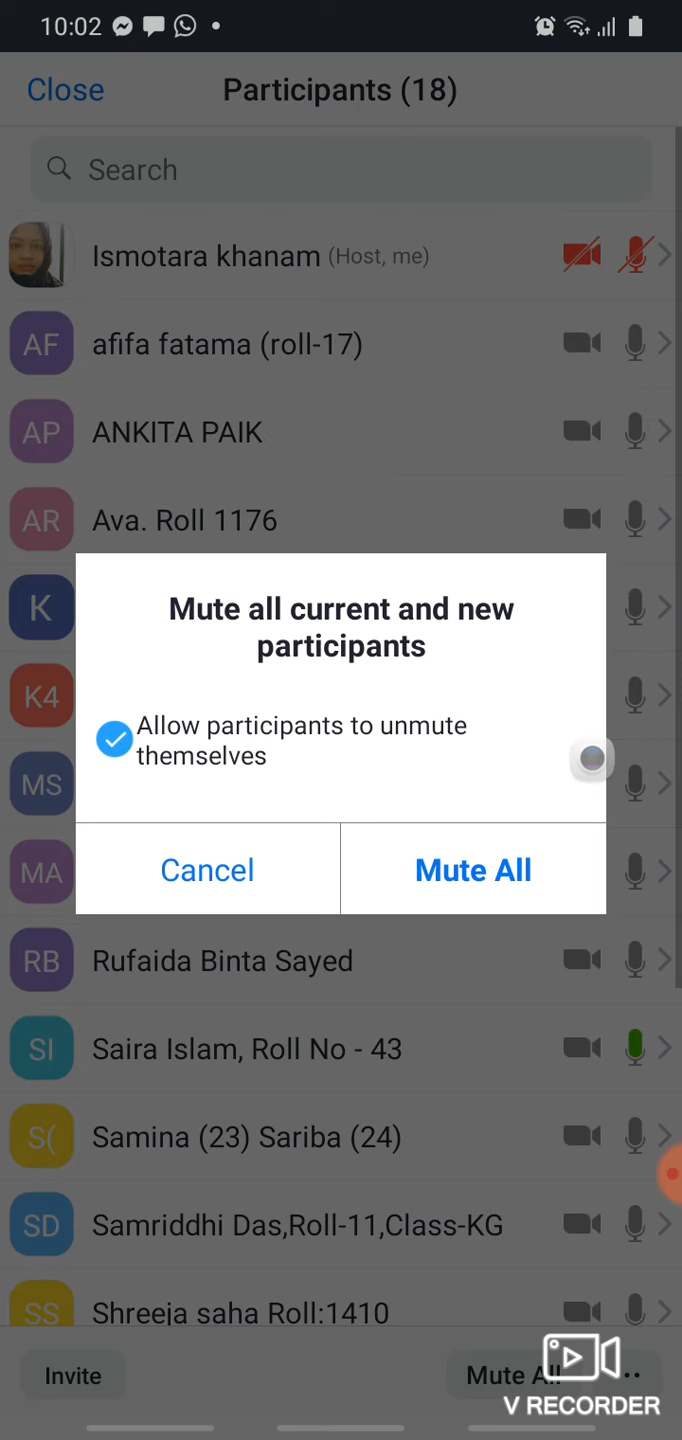 10:02
Close
Participants (18)
Search
Ismotara khanam (Host, me)
AF
afifa fatama (roll-17)
AP
ANKITA PAIK
AR
Ava. Roll 1176
K
Mute all current and new
participants
K4
Allow participants to unmute
themselves
MS
Cancel
Mute All
MA
RB
Rufaida Binta Sayed
SI
Saira Islam, Roll No - 43
S(
Samina (23) Sariba (24)
SD
Samriddhi Das,Roll-11,Class-KG
SS
Shreeja saha Roll:1410
Invite
Mute All
V RECORDER